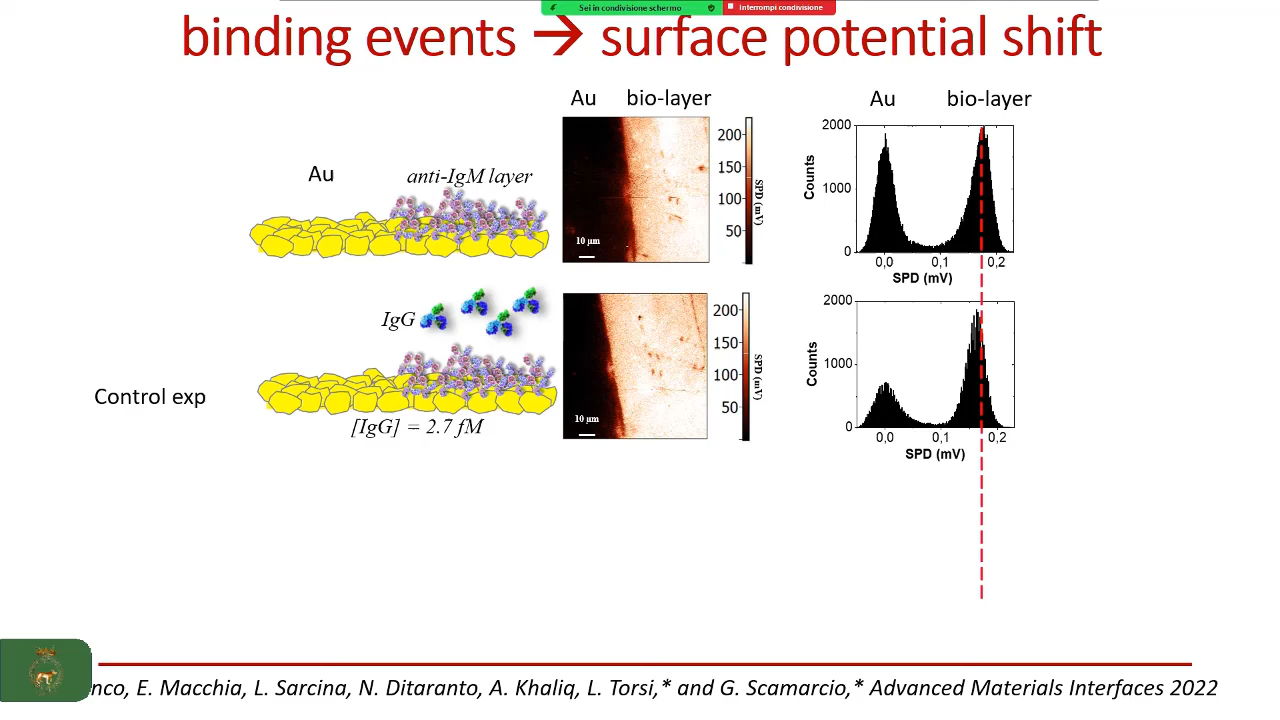 Sei in condivisione schermo
Interrompi condivisione
binding events → surface potential shift
Au bio-layer
Au bio-layer
Au
anti-IgM layer
10 µm
200
150
100
50
SPD (mV)
Counts
2000
1000
0
0,0 0,1 0,2
SPD (mV)
IgG
Control exp
[IgG] = 2.7 fM
10 µm
200
150
100
50
SPD (mV)
Counts
2000
1000
0
0,0 0,1 0,2
SPD (mV)
E. Macchia, L. Sarcina, N. Ditaranto, A. Khaliq, L. Torsi,* and G. Scamarcio,* Advanced Materials Interfaces 2022